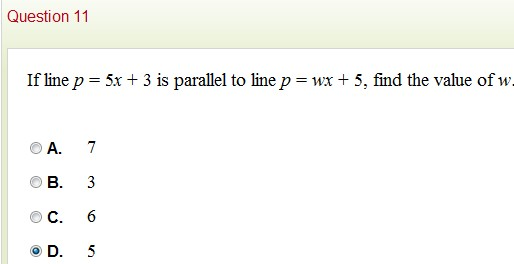 Question 11
If line p = 5x + 3 is parallel to line p = wx + 5, find the value of w.
A. 7
B. 3
C. 6
D. 5